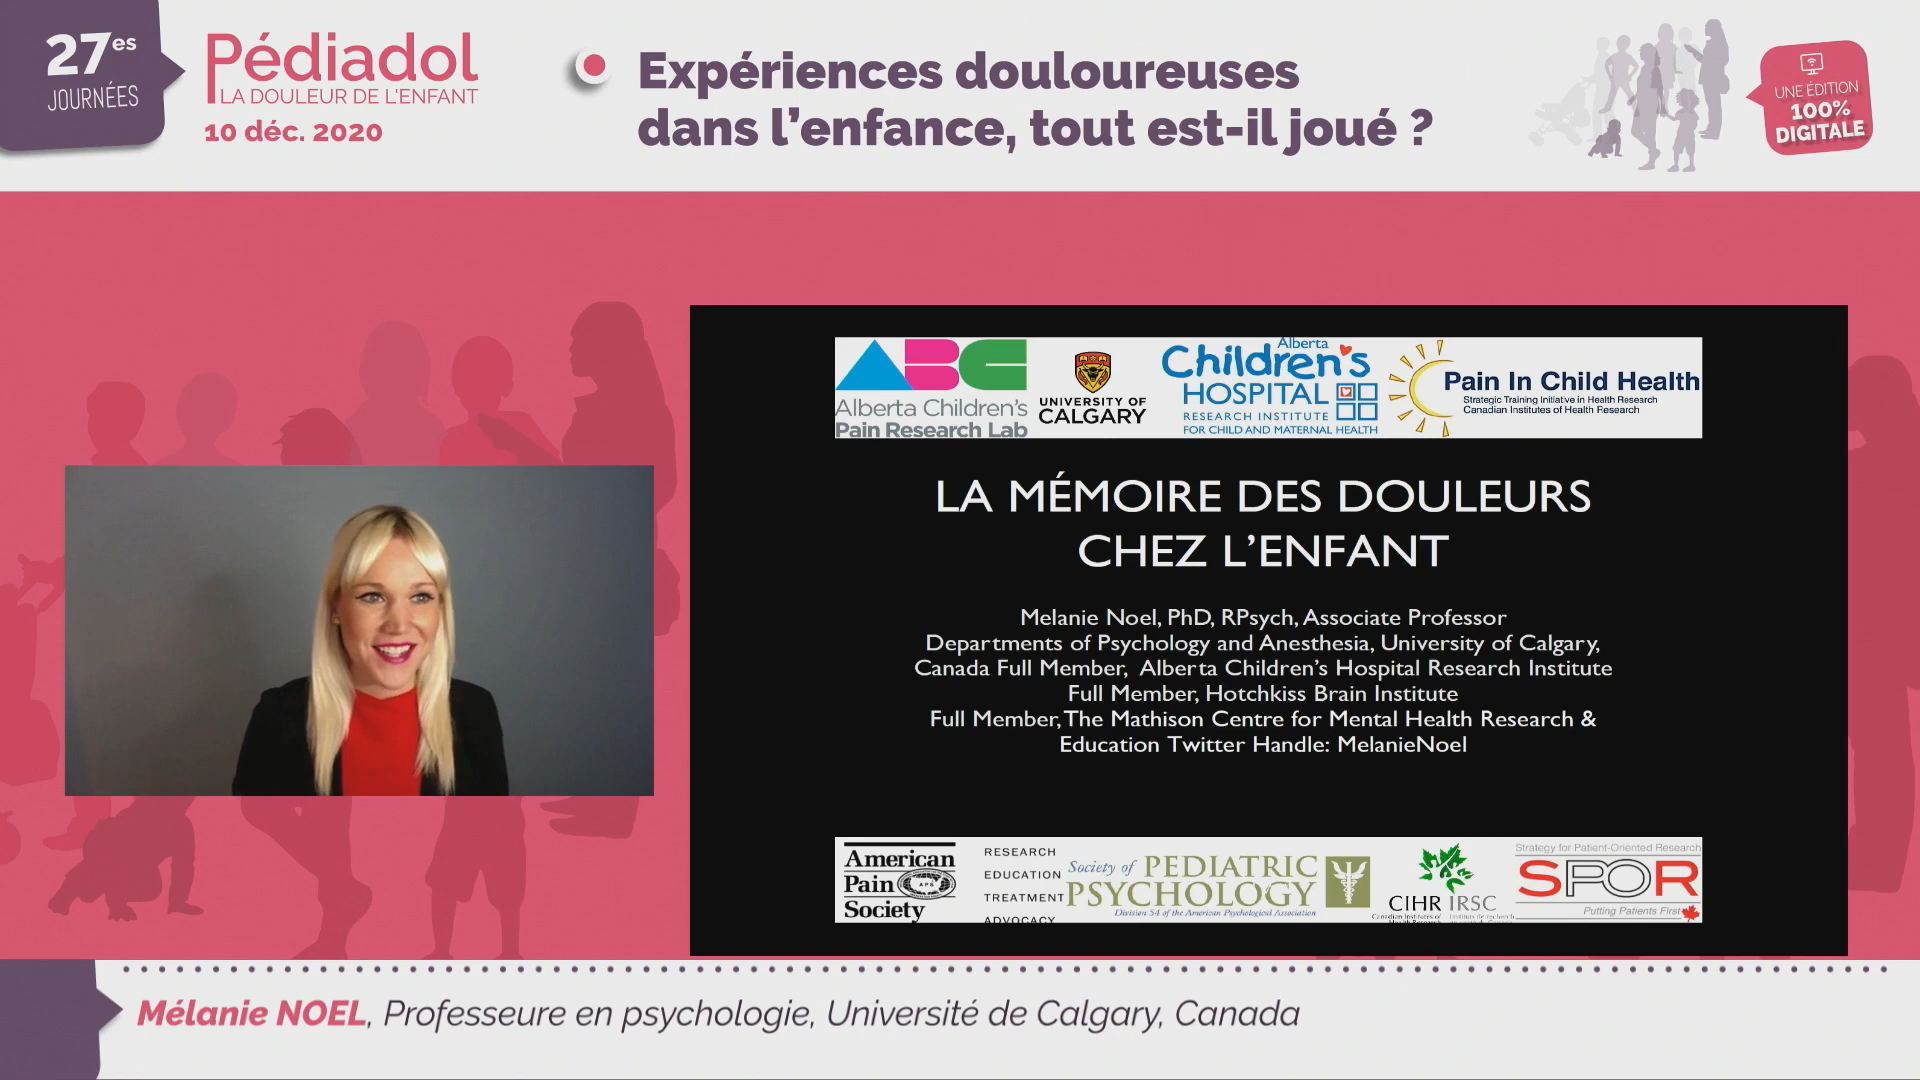 27es
JOURNÉES
Pédiadol
LA DOULEUR DE L'ENFANT
10 déc. 2020
Expériences douloureuses
dans l'enfance, tout est-il joué ?
UNE ÉDITION
100%
DIGITALE
ABC
Alberta Children's
Pain Research Lab
UNIVERSITY OF
CALGARY
Alberta
Children's
HOSPITAL
RESEARCH INSTITUTE
FOR CHILD AND MATERNAL HEALTH
Pain In Child Health
Strategic Training Initiative in Health Research
Canadian Institutes of Health Research
LA MÉMOIRE DES DOULEURS
CHEZ L'ENFANT
Melanie Noel, PhD, RPsych, Associate Professor
Departments of Psychology and Anesthesia, University of Calgary,
Canada Full Member, Alberta Children's Hospital Research Institute
Full Member, Hotchkiss Brain Institute
Full Member, The Mathison Centre for Mental Health Research &
Education Twitter Handle: MelanieNoel
American
Pain
APS
Society
RESEARCH
EDUCATION
TREATMENT
ADVOCACY
Society of PEDIATRIC
PSYCHOLOGY
Division 54 of the American Psychological Association
CIHR IRSC
Canadian Institutes of
Health Research
Strategy for Patient-Oriented Research
SPOR
Putting Patients First
Mélanie NOEL, Professeure en psychologie, Université de Calgary, Canada